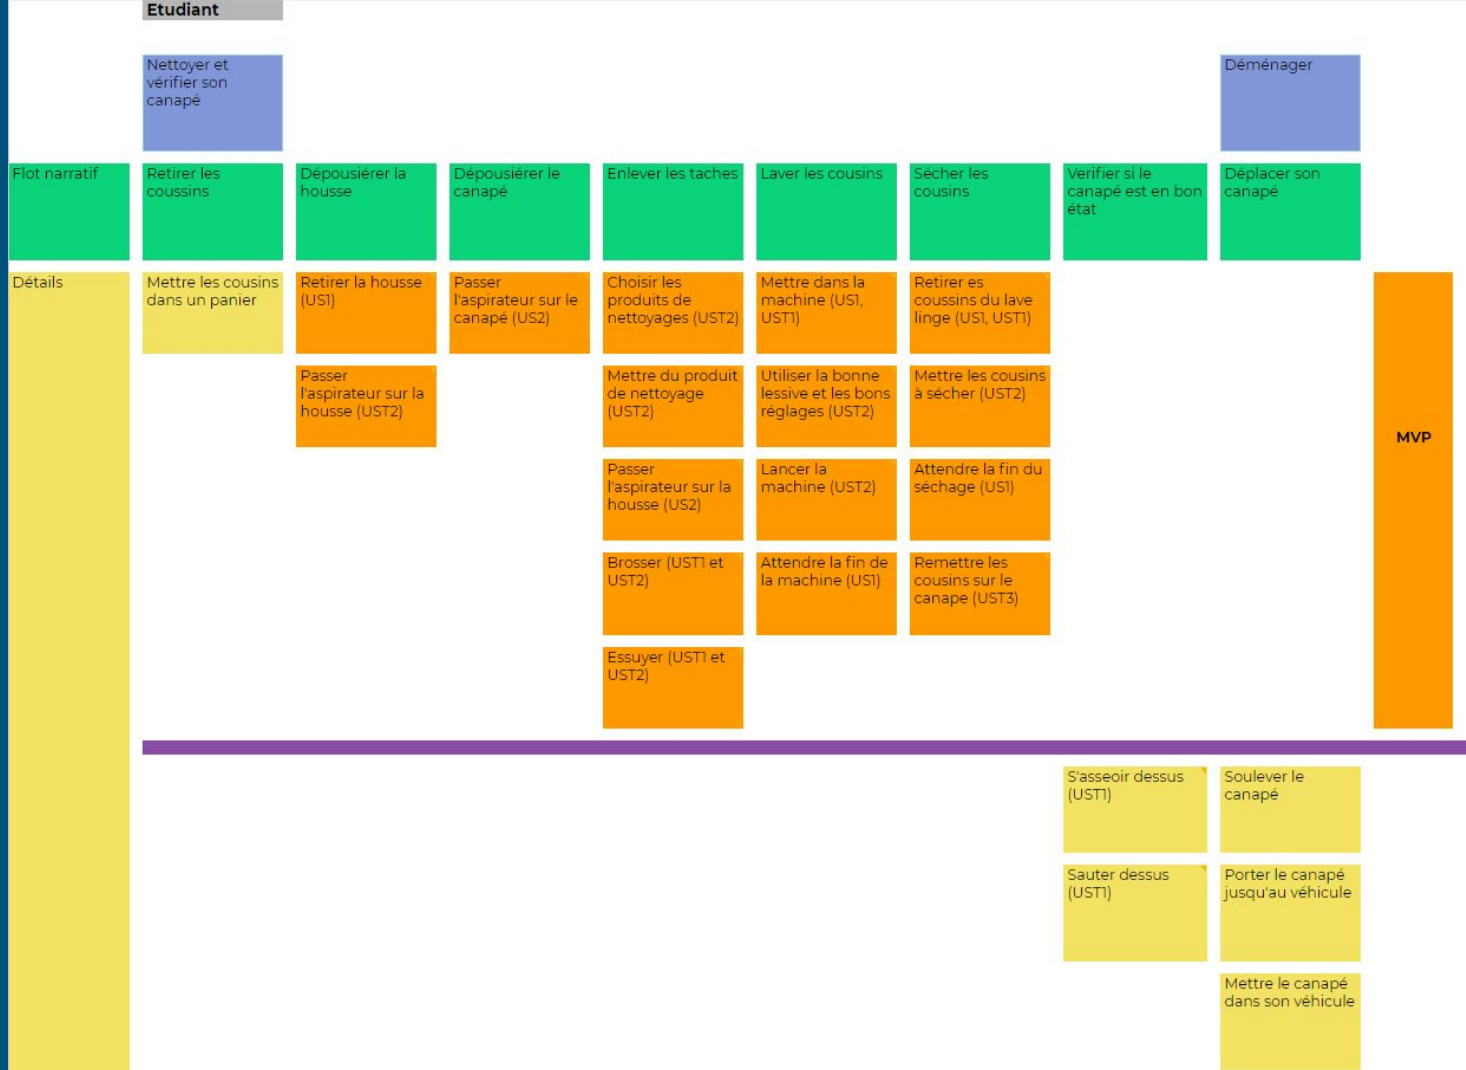 Etudiant
Nettoyer et
vérifier son
canapé
Déménager
Flot narratif
Retirer les
coussins
Dépousiérer la
housse
Dépousiérer le
canapé
Enlever les taches
Laver les cousins
Sécher les
cousins
Verifier si le
canapé est en bon
état
Déplacer son
canapé
Détails
Mettre les cousins
dans un panier
Retirer la housse
(US1)
Passer
l'aspirateur sur le
canapé (US2)
Choisir les
produits de
nettoyages (UST2)
Mettre dans la
machine (US1,
UST1)
Retirer es
coussins du lave
linge (US1, UST1)
Passer
l'aspirateur sur la
housse (UST2)
Mettre du produit
de nettoyage
(UST2)
Utiliser la bonne
lessive et les bons
réglages (UST2)
Mettre les cousins
à sécher (UST2)
MVP
Passer
l'aspirateur sur la
housse (US2)
Lancer la
machine (UST2)
Attendre la fin du
séchage (US1)
Brosser (UST1 et
UST2)
Attendre la fin de
la machine (US1)
Remettre les
cousins sur le
canape (UST3)
Essuyer (UST1 et
UST2)
S'asseoir dessus
(UST1)
Soulever le
canapé
Sauter dessus
(UST1)
Porter le canapé
jusqu'au véhicule
Mettre le canapé
dans son véhicule